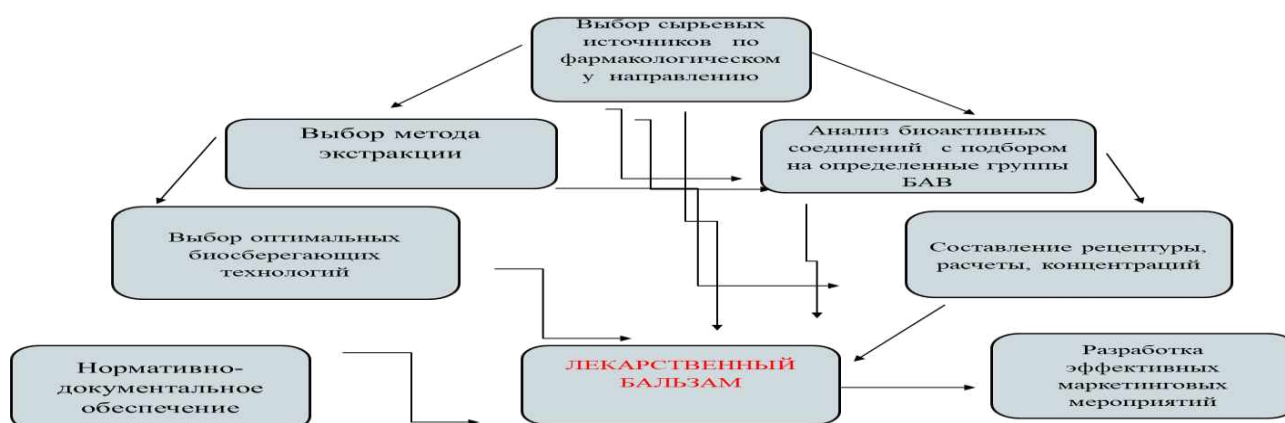 Выбор сырьевых
источников по
фармакологическом
у направлению
Выбор метода
экстракции
Анализ биоактивных
соединений с подбором
на определенные группы
БАВ
Выбор оптимальных
биосберегающих
технологий
Составление рецептуры,
расчеты, концентраций
Нормативно-
документальное
обеспечение
ЛЕКАРСТВЕННЫЙ
БАЛЬЗАМ
Разработка
эффективных
маркетинговых
мероприятий